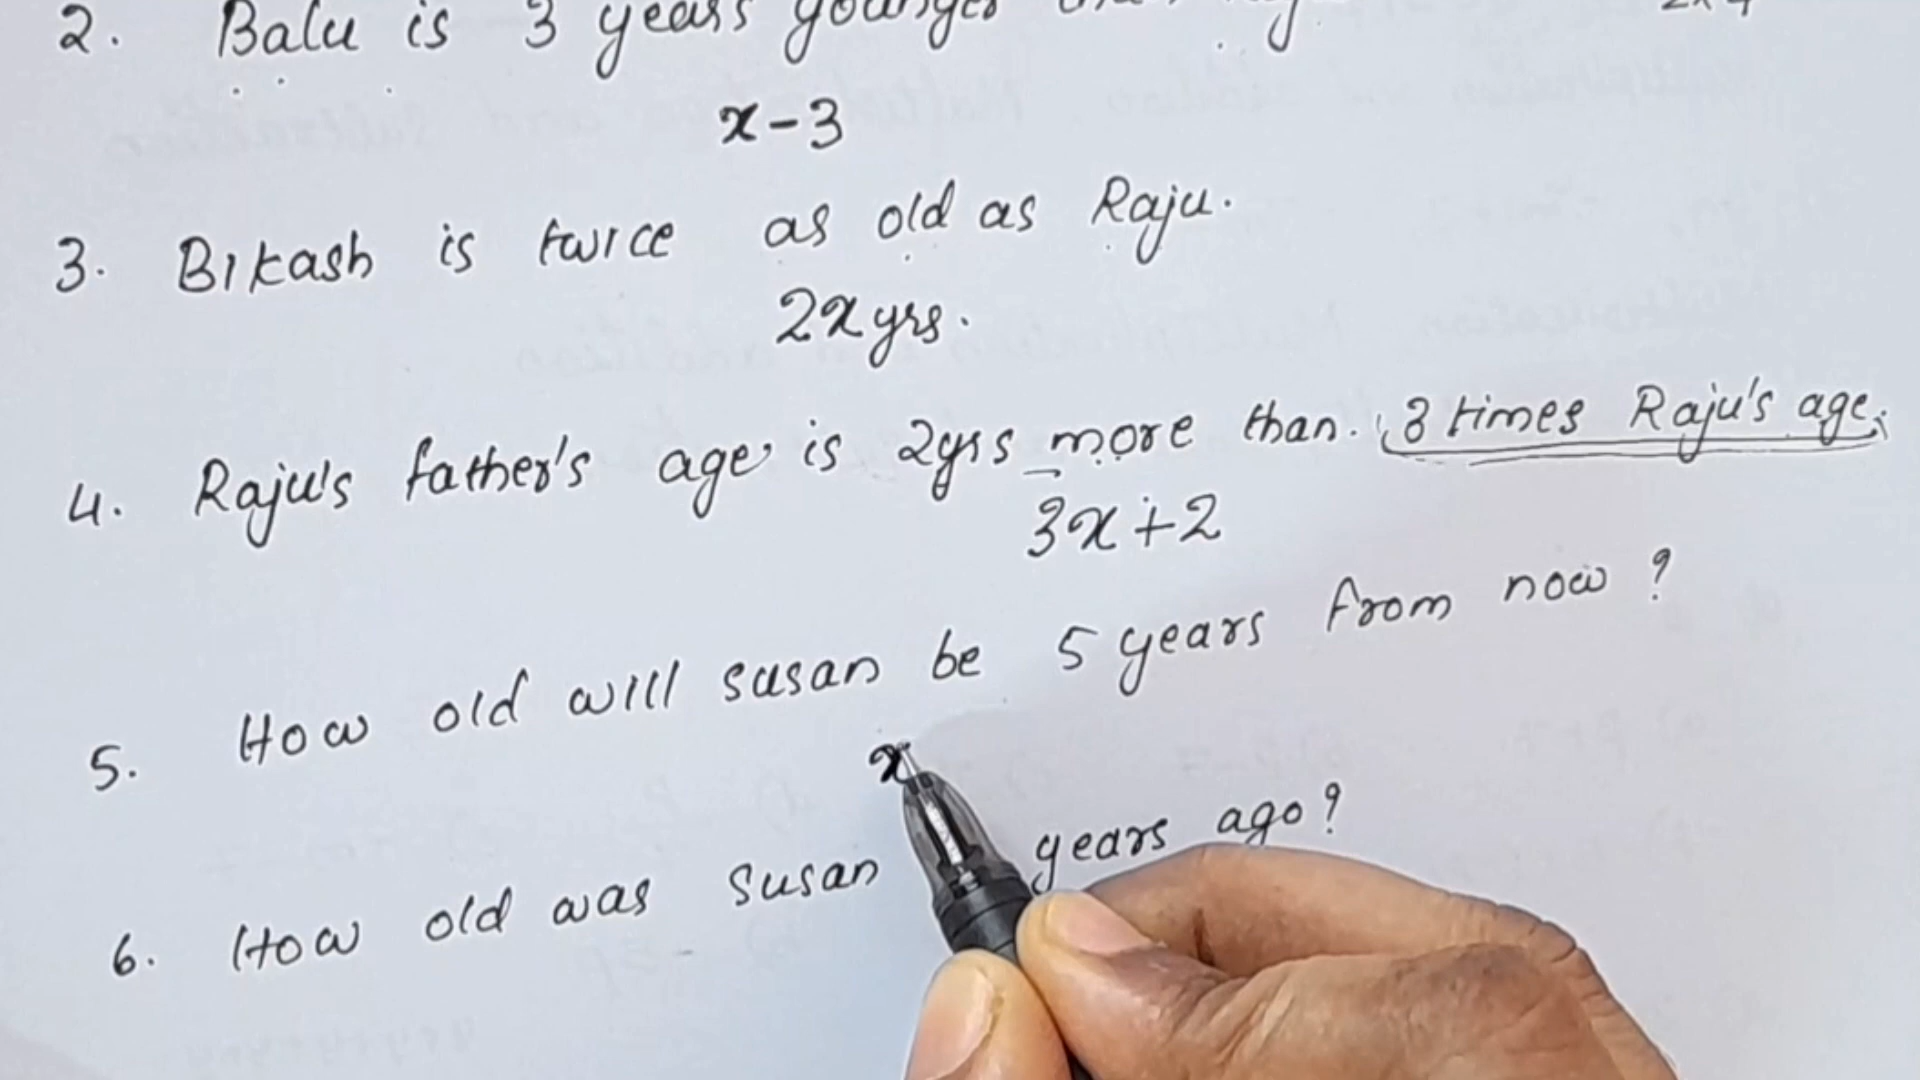 2. Balu is 3 years younger
x-3
3. Bikash is twice as old as Raju.
2x yrs.
4. Raju's father's age is 2yrs more than 3 times Raju's age.
3x+2
5. How old will susan be 5 years from now?
x
6. How old was Susan years ago?